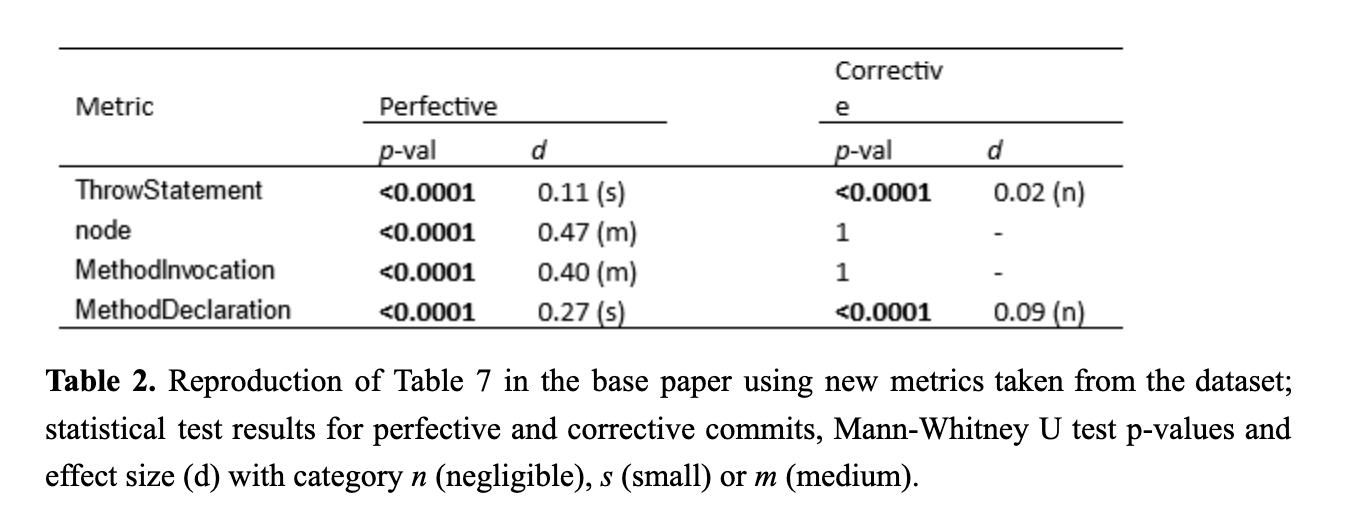 Correctiv
Metric Perfective e
p-val d p-val d
ThrowStatement <0.0001 0.11 (s) <0.0001 0.02 (n)
node <0.0001 0.47 (m) 1 -
MethodInvocation <0.0001 0.40 (m) 1 -
MethodDeclaration <0.0001 0.27 (s) <0.0001 0.09 (n)
Table 2. Reproduction of Table 7 in the base paper using new metrics taken from the dataset;
statistical test results for perfective and corrective commits, Mann-Whitney U test p-values and
effect size (d) with category n (negligible), s (small) or m (medium).